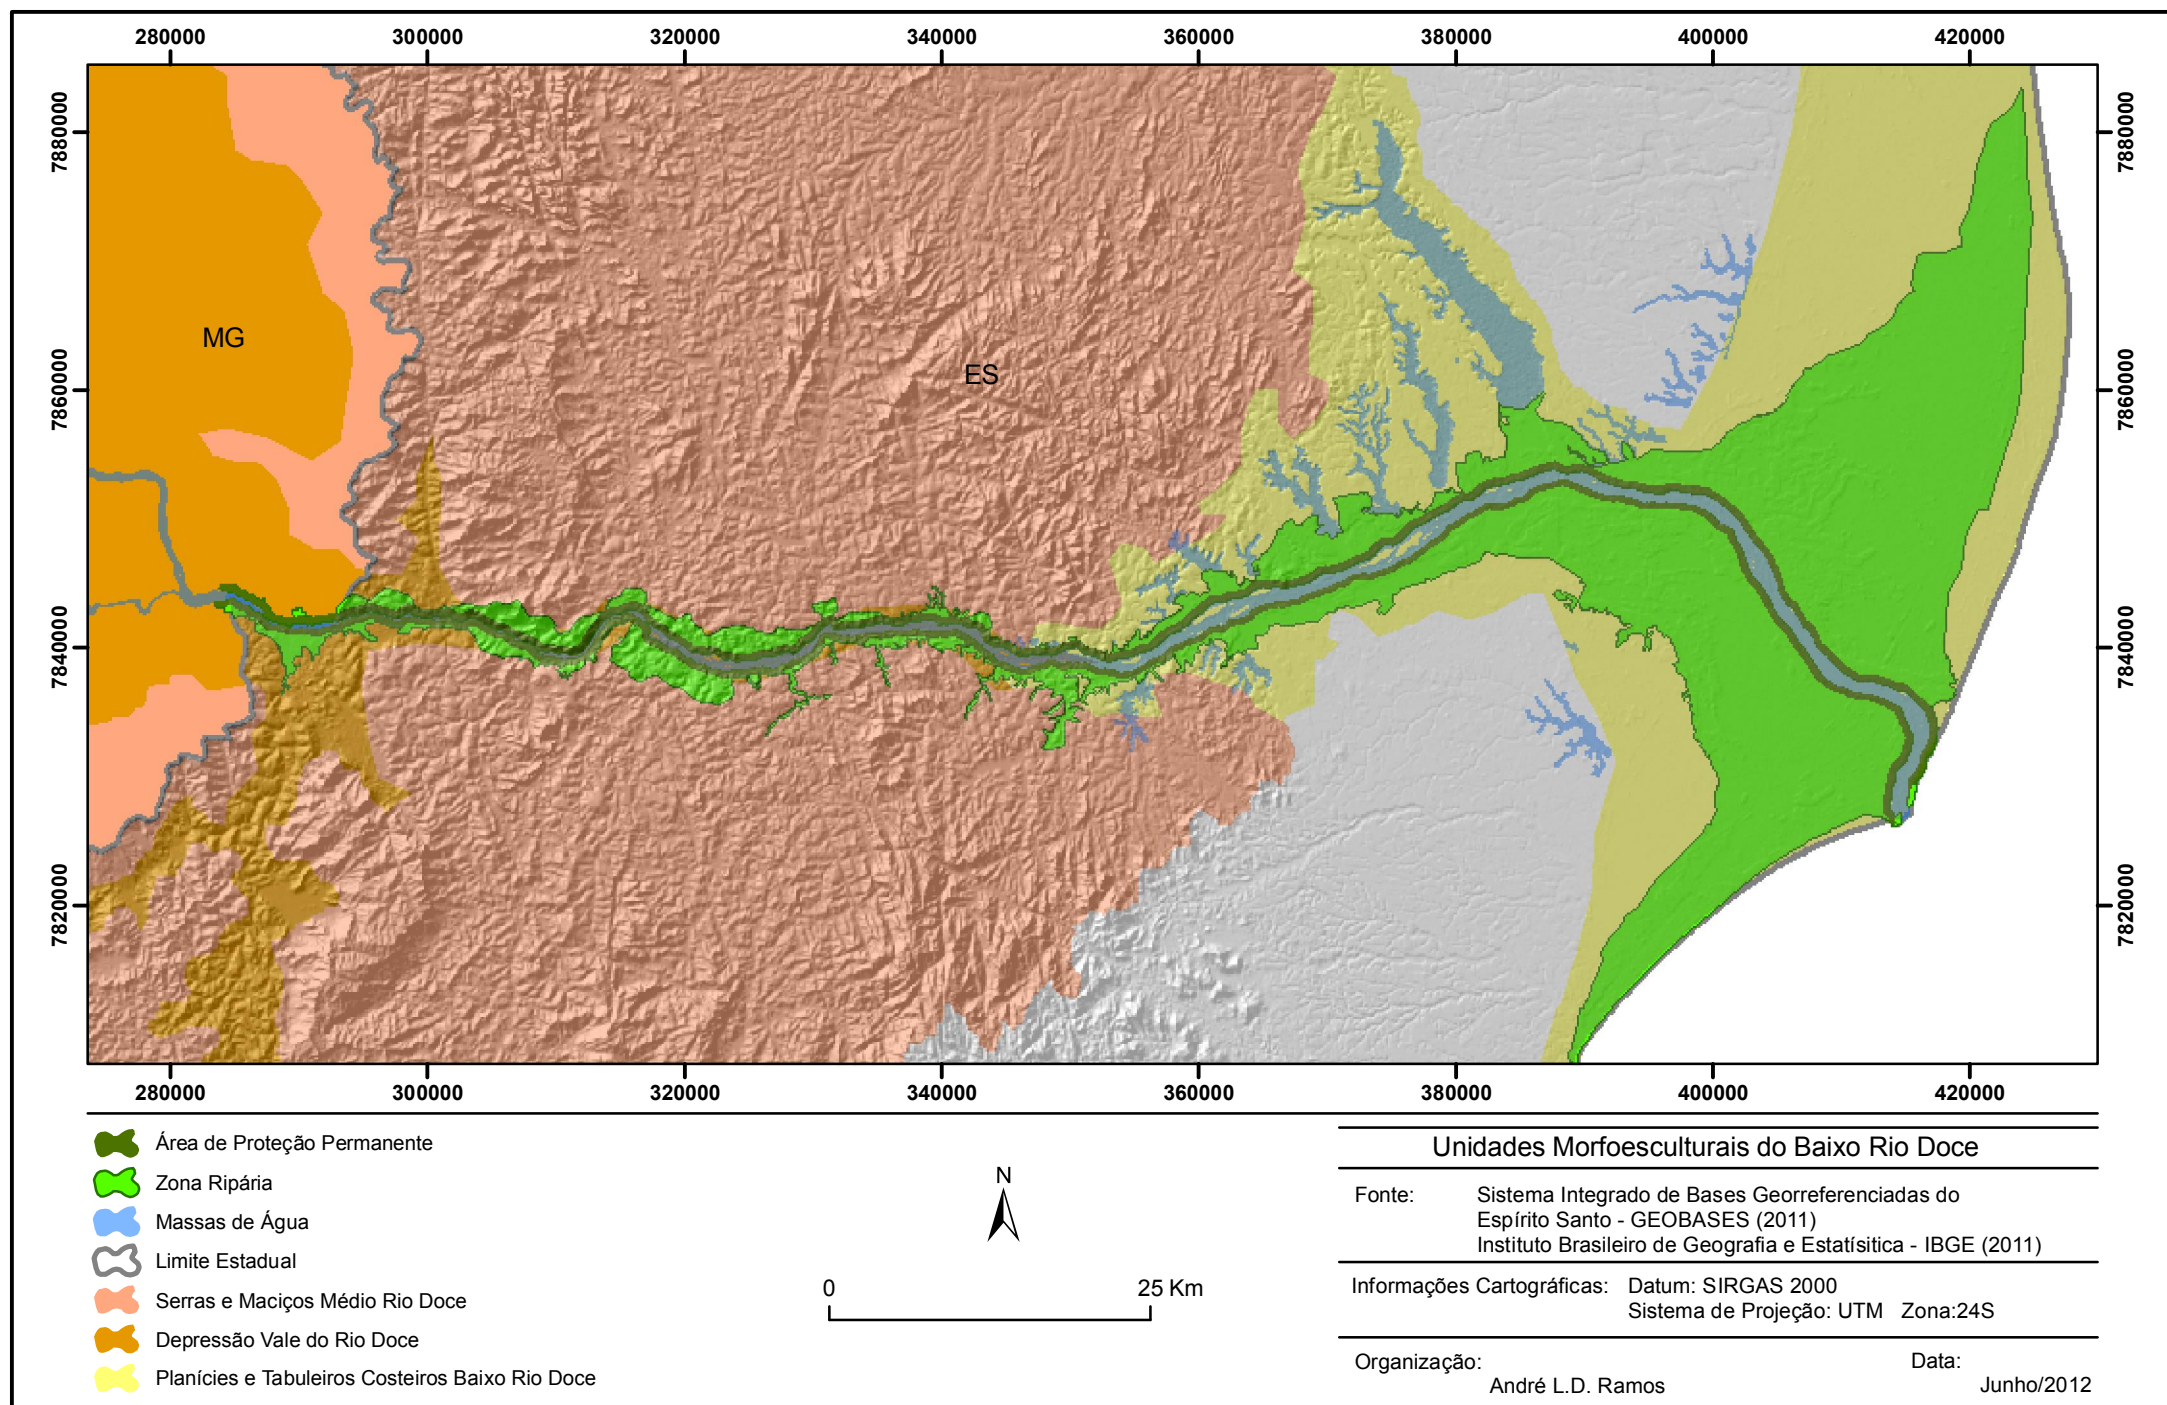 280000 300000 320000 340000 360000 380000 400000 420000
7880000
7860000
7840000
7820000
7880000
7860000
7840000
7820000
MG
ES
280000 300000 320000 340000 360000 380000 400000 420000
Área de Proteção Permanente
Zona Ripária
Massas de Água
Limite Estadual
Serras e Maciços Médio Rio Doce
Depressão Vale do Rio Doce
Planícies e Tabuleiros Costeiros Baixo Rio Doce
N
0 25 Km
Unidades Morfoesculturais do Baixo Rio Doce
Fonte: Sistema Integrado de Bases Georreferenciadas do
Espírito Santo - GEOBASES (2011)
Instituto Brasileiro de Geografia e Estatísitica - IBGE (2011)
Informações Cartográficas: Datum: SIRGAS 2000
Sistema de Projeção: UTM Zona:24S
Organização: Data:
André L.D. Ramos Junho/2012